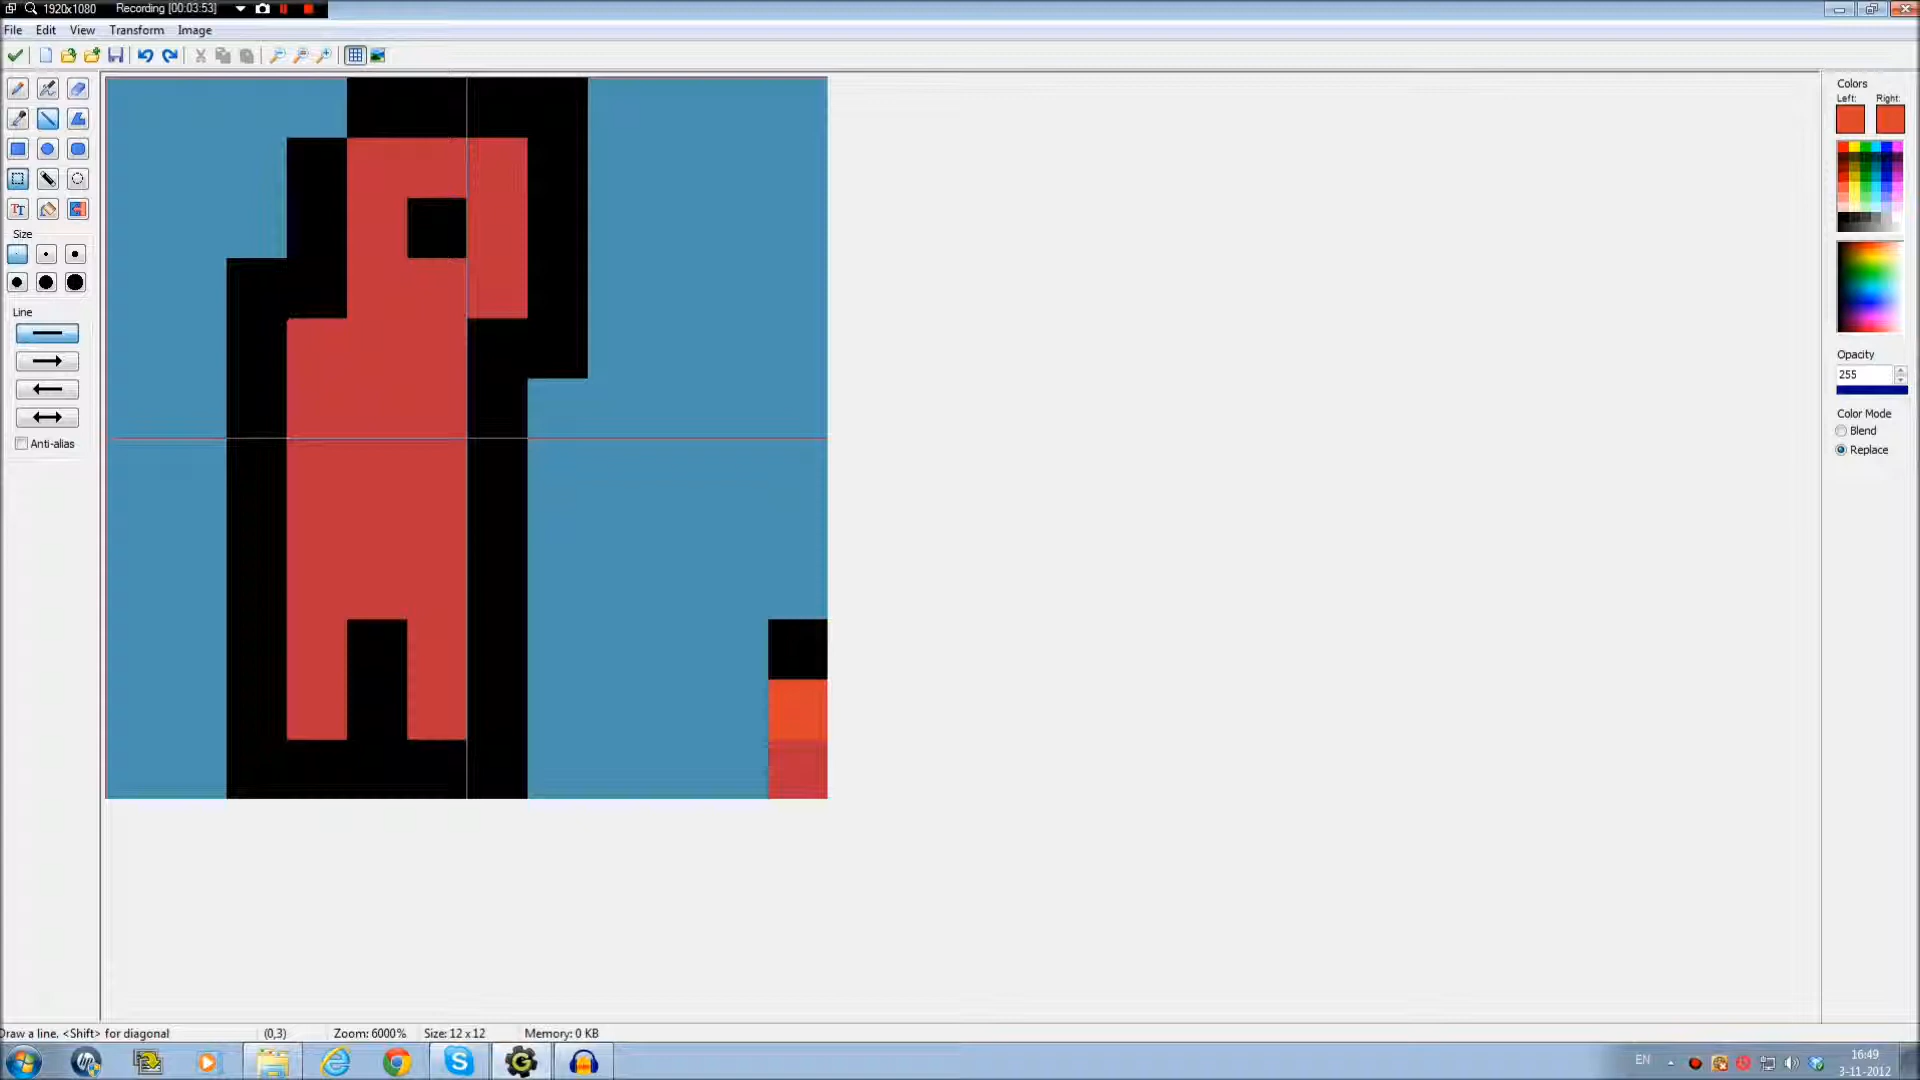 1920x1080 Recording [00:03:53]
File Edit View Transform Image
Colors
Left: Right:
TT
Size
Line
Anti-alias
Opacity
255
Color Mode
Blend
Replace
Draw a line. <Shift> for diagonal (0,3) Zoom: 6000% Size: 12 x 12 Memory: 0 KB
hp S G EN 16:49
3-11-2012